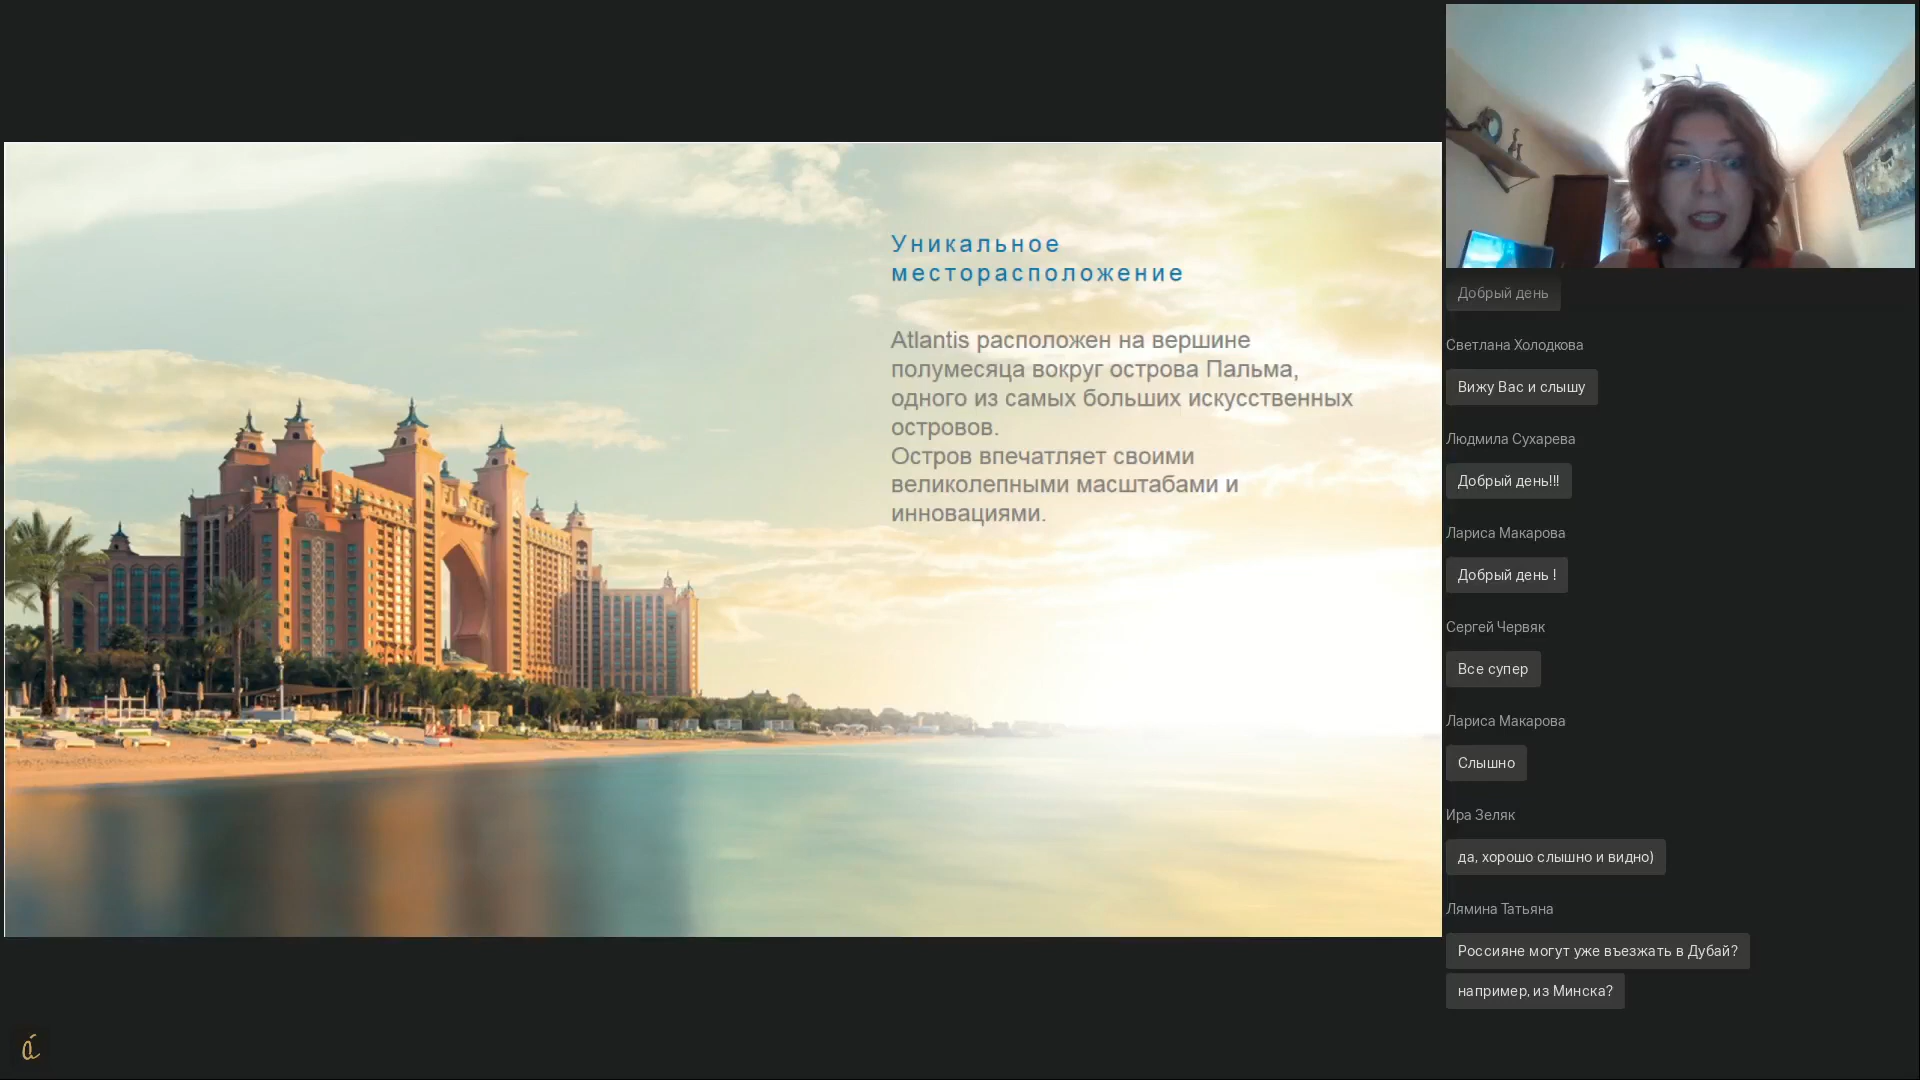 Уникальное
месторасположение
Atlantis расположен на вершине
полумесяца вокруг острова Пальма,
одного из самых больших искусственных
островов.
Остров впечатляет своими
великолепными масштабами и
инновациями.
Добрый день
Светлана Холодкова
Вижу Вас и слышу
Людмила Сухарева
Добрый день!!!
Лариса Макарова
Добрый день !
Сергей Червяк
Все супер
Лариса Макарова
Слышно
Ира Зеляк
да, хорошо слышно и видно)
Лямина Татьяна
Россияне могут уже въезжать в Дубай?
например, из Минска?
á